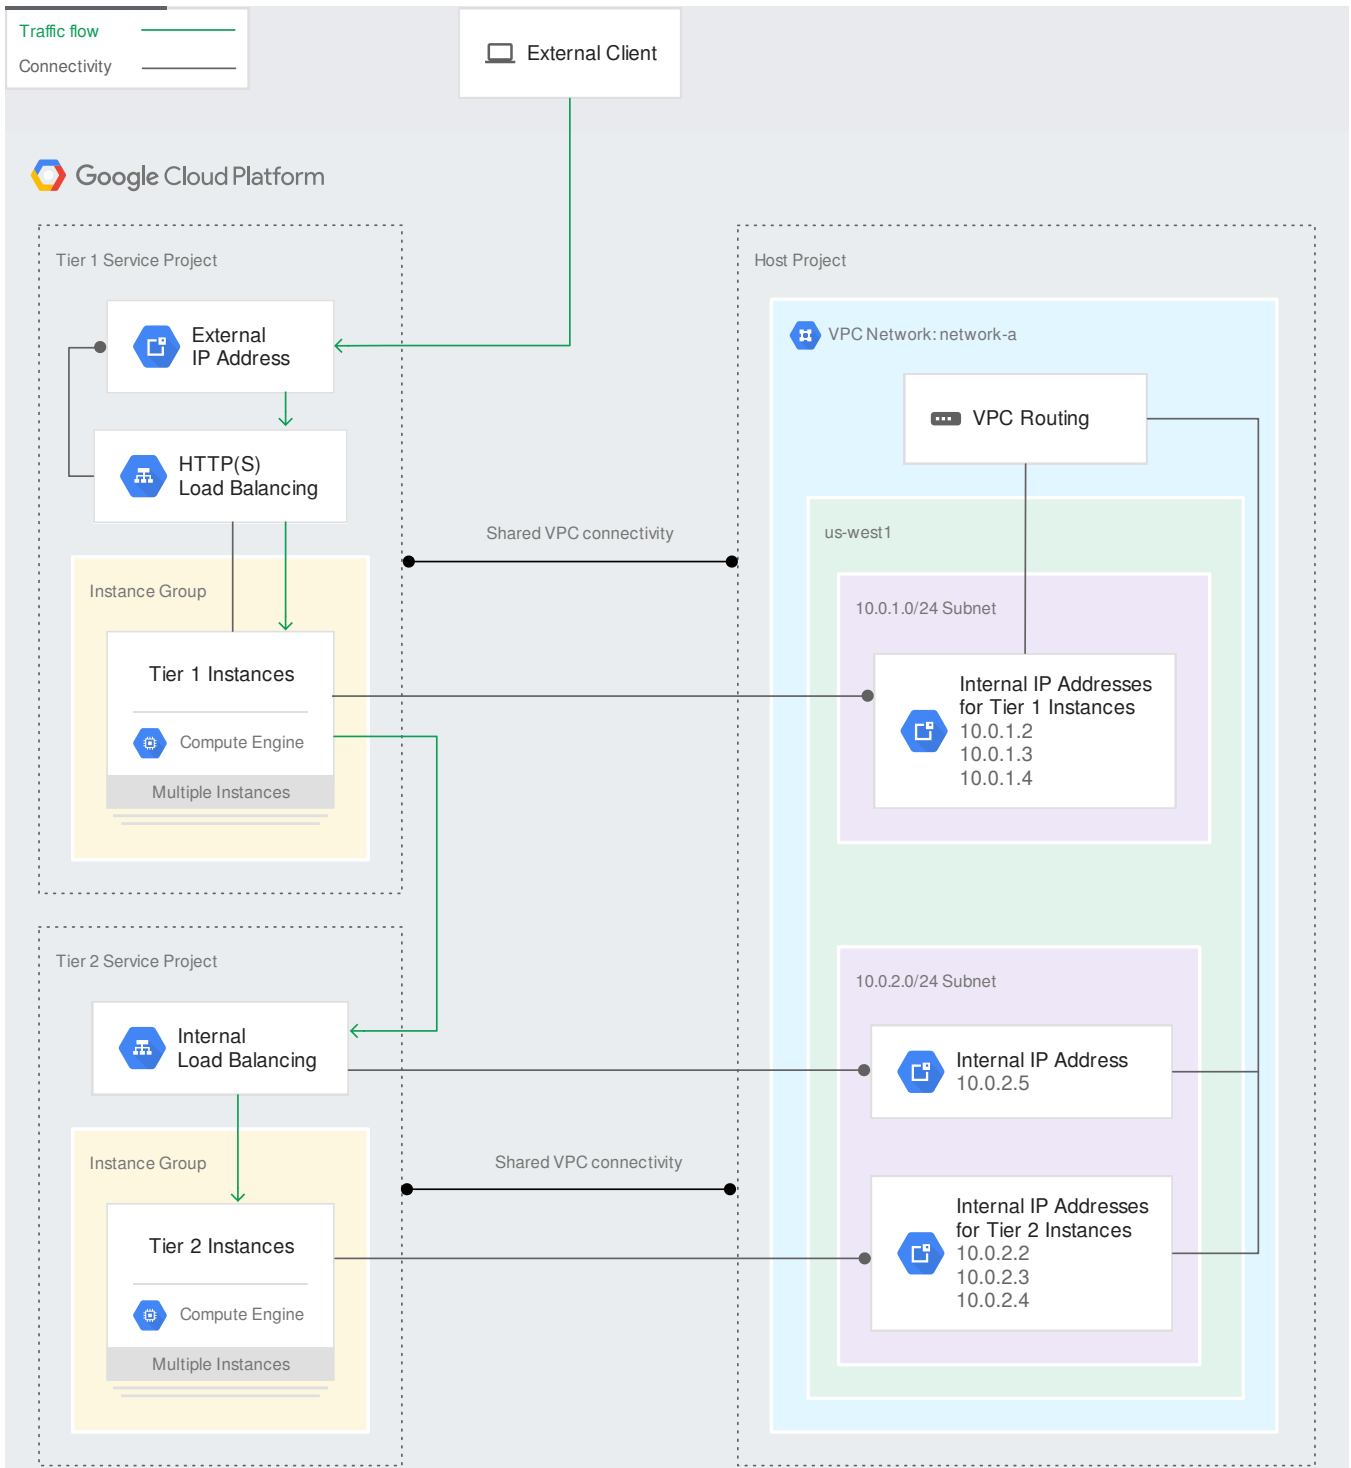 Traffic flow
Connectivity
External Client
Google Cloud Platform
Tier 1 Service Project
External
IP Address
HTTP(S)
Load Balancing
Instance Group
Tier 1 Instances
Compute Engine
Multiple Instances
Shared VPC connectivity
Host Project
VPC Network: network-a
VPC Routing
us-west1
10.0.1.0/24 Subnet
Internal IP Addresses
for Tier 1 Instances
10.0.1.2
10.0.1.3
10.0.1.4
Tier 2 Service Project
Internal
Load Balancing
Instance Group
Tier 2 Instances
Compute Engine
Multiple Instances
Shared VPC connectivity
10.0.2.0/24 Subnet
Internal IP Address
10.0.2.5
Internal IP Addresses
for Tier 2 Instances
10.0.2.2
10.0.2.3
10.0.2.4